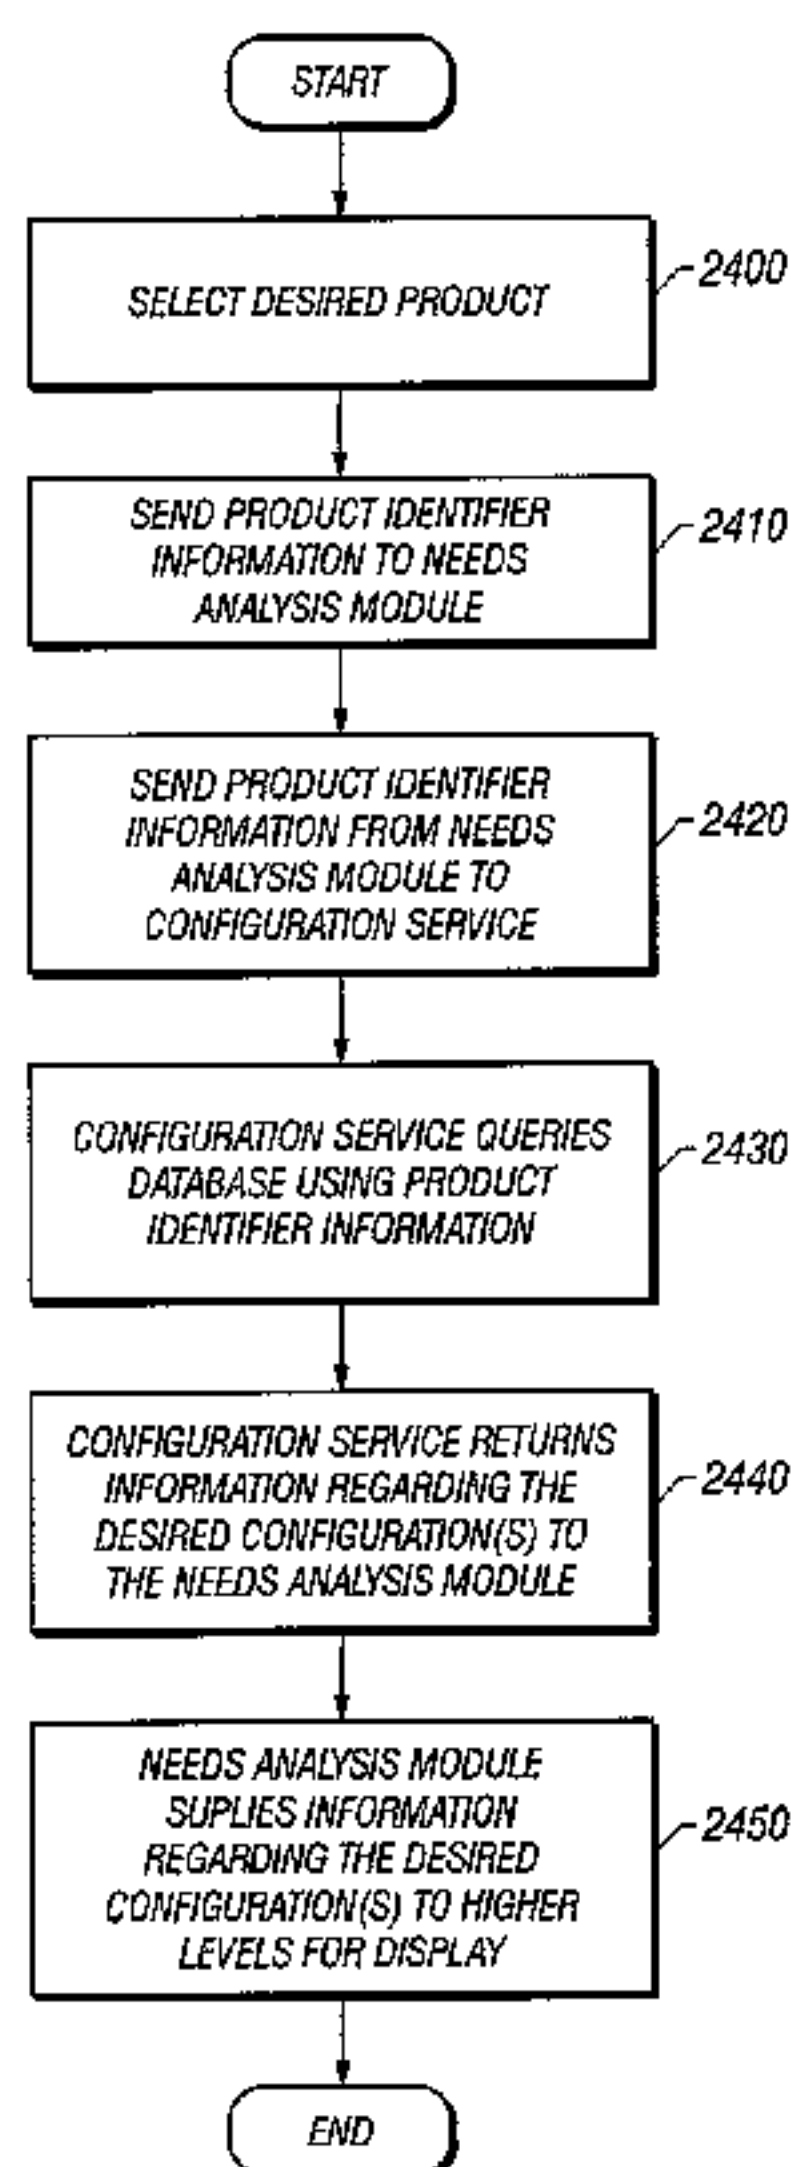 START
SELECT DESIRED PRODUCT
2400
SEND PRODUCT IDENTIFIER
INFORMATION TO NEEDS
ANALYSIS MODULE
2410
SEND PRODUCT IDENTIFIER
INFORMATION FROM NEEDS
ANALYSIS MODULE TO
CONFIGURATION SERVICE
2420
CONFIGURATION SERVICE QUERIES
DATABASE USING PRODUCT
IDENTIFIER INFORMATION
2430
CONFIGURATION SERVICE RETURNS
INFORMATION REGARDING THE
DESIRED CONFIGURATION(S) TO
THE NEEDS ANALYSIS MODULE
2440
NEEDS ANALYSIS MODULE
SUPLIES INFORMATION
REGARDING THE DESIRED
CONFIGURATION(S) TO HIGHER
LEVELS FOR DISPLAY
2450
END